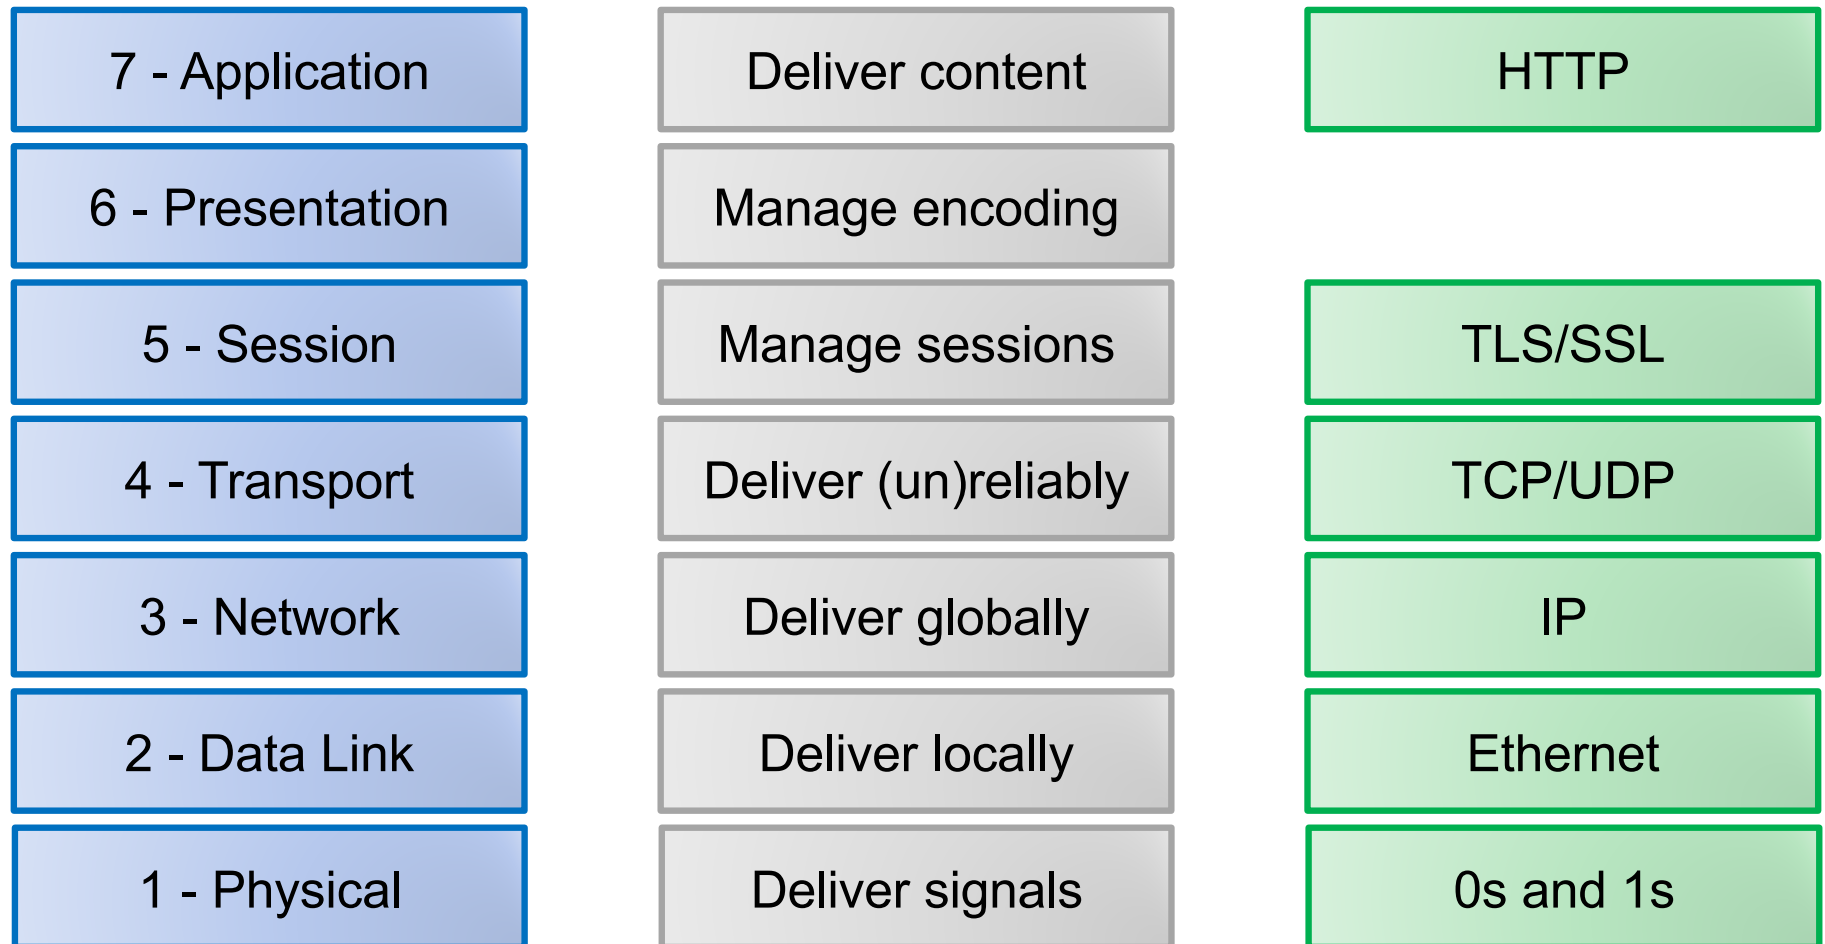 7 - Application
Deliver content
HTTP
6 - Presentation
Manage encoding
5 - Session
Manage sessions
TLS/SSL
4 - Transport
Deliver (un)reliably
TCP/UDP
3 - Network
Deliver globally
IP
2 - Data Link
Deliver locally
Ethernet
1 - Physical
Deliver signals
0s and 1s